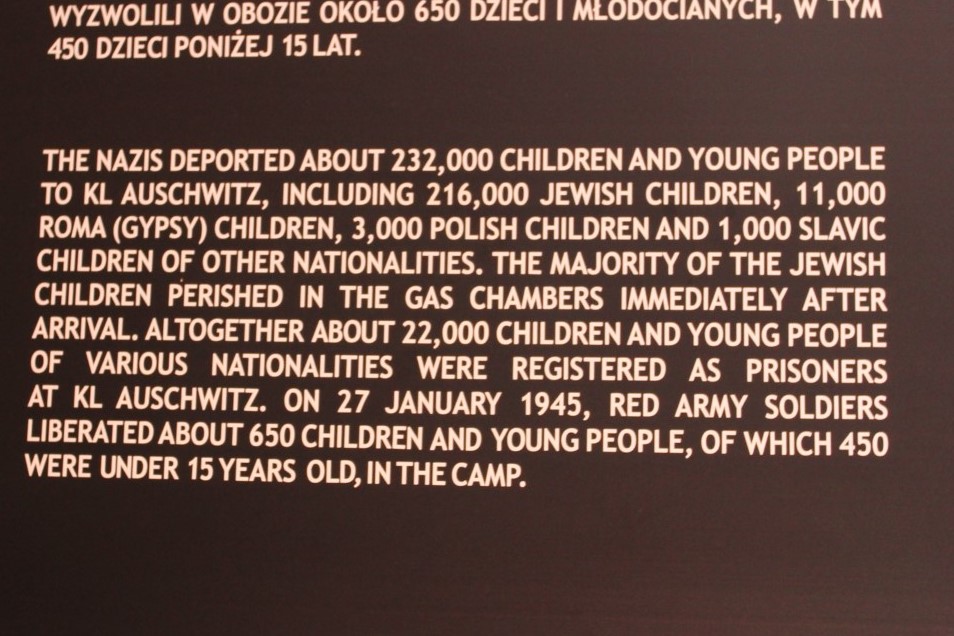 WYZWOLILI W OBOZIE OKOŁO 650 DZIECI I MŁODOCIANYCH, W TYM
450 DZIECI PONIŻEJ 15 LAT.
THE NAZIS DEPORTED ABOUT 232,000 CHILDREN AND YOUNG PEOPLE
TO KL AUSCHWITZ, INCLUDING 216,000 JEWISH CHILDREN, 11,000
ROMA (GYPSY) CHILDREN, 3,000 POLISH CHILDREN AND 1,000 SLAVIC
CHILDREN OF OTHER NATIONALITIES. THE MAJORITY OF THE JEWISH
CHILDREN PERISHED IN THE GAS CHAMBERS IMMEDIATELY AFTER
ARRIVAL. ALTOGETHER ABOUT 22,000 CHILDREN AND YOUNG PEOPLE
OF VARIOUS NATIONALITIES WERE REGISTERED AS PRISONERS
AT KL AUSCHWITZ. ON 27 JANUARY 1945, RED ARMY SOLDIERS
LIBERATED ABOUT 650 CHILDREN AND YOUNG PEOPLE, OF WHICH 450
WERE UNDER 15 YEARS OLD, IN THE CAMP.